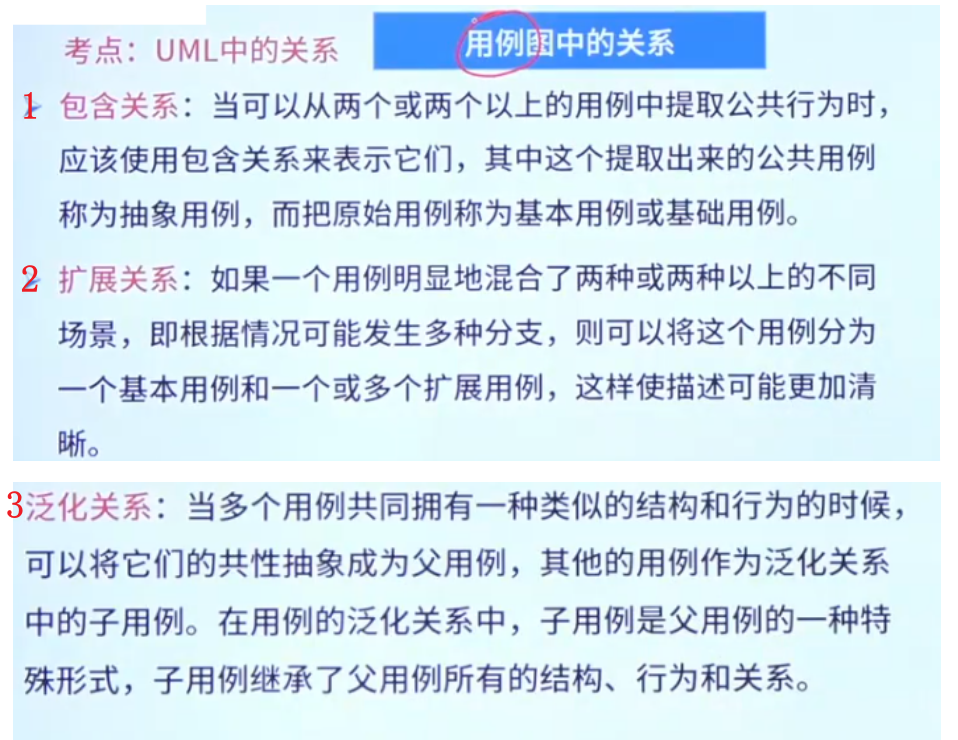 考点：UML中的关系
用例图中的关系
1 包含关系：当可以从两个或两个以上的用例中提取公共行为时，
应该使用包含关系来表示它们，其中这个提取出来的公共用例
称为抽象用例，而把原始用例称为基本用例或基础用例。
2 扩展关系：如果一个用例明显地混合了两种或两种以上的不同
场景，即根据情况可能发生多种分支，则可以将这个用例分为
一个基本用例和一个或多个扩展用例，这样使描述可能更加清
晰。
3泛化关系：当多个用例共同拥有一种类似的结构和行为的时候，
可以将它们的共性抽象成为父用例，其他的用例作为泛化关系
中的子用例。在用例的泛化关系中，子用例是父用例的一种特
殊形式，子用例继承了父用例所有的结构、行为和关系。